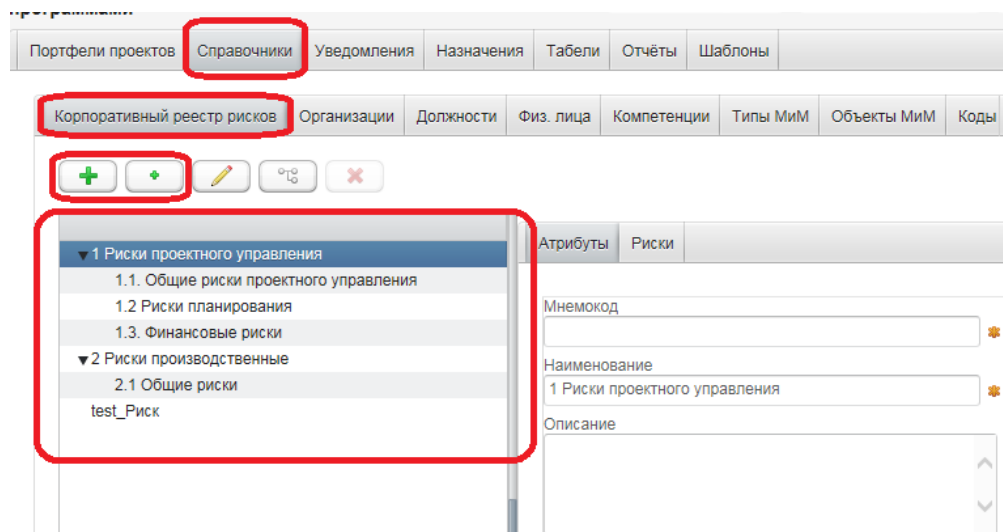 программами
Портфели проектов Справочники Уведомления Назначения Табели Отчёты Шаблоны
Корпоративный реестр рисков Организации Должности Физ. лица Компетенции Типы МиМ Объекты МиМ Коды
Атрибуты Риски
1 Риски проектного управления
1.1. Общие риски проектного управления
1.2 Риски планирования
1.3. Финансовые риски
2 Риски производственные
2.1 Общие риски
test_Риск
Мнемокод
Наименование
1 Риски проектного управления
Описание